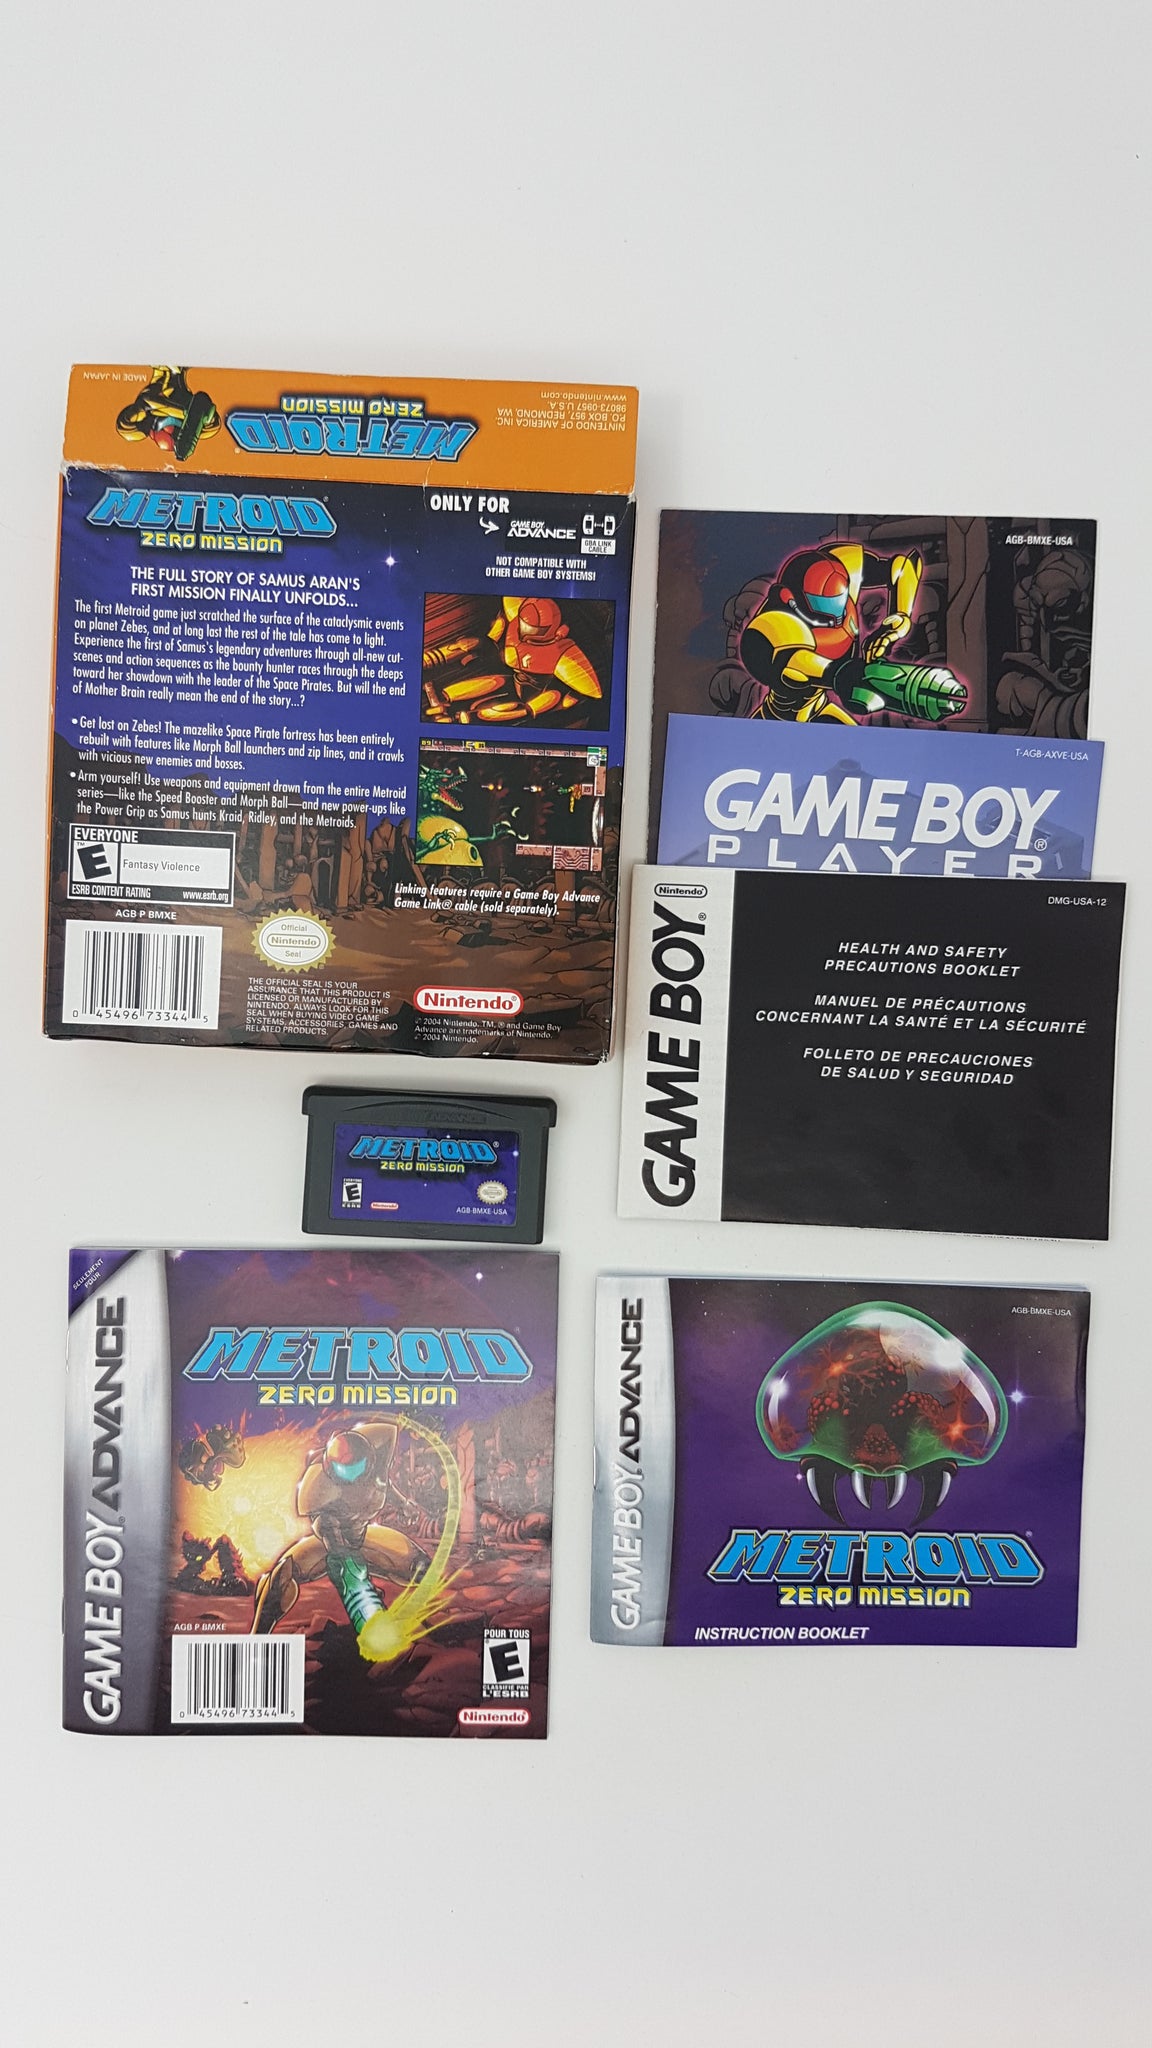 MADE IN JAPAN
METROID®
ZERO MISSION
NINTENDO OF AMERICA INC.
P.O. BOX 957, REDMOND, WA
98073-0957 U.S.A.
www.nintendo.com
METROID®
ZERO MISSION
ONLY FOR
GAME BOY
ADVANCE
GBA LINK
CABLE
NOT COMPATIBLE WITH
OTHER GAME BOY SYSTEMS!
THE FULL STORY OF SAMUS ARAN'S
FIRST MISSION FINALLY UNFOLDS...
The first Metroid game just scratched the surface of the cataclysmic events
on planet Zebes, and at long last the rest of the tale has come to light.
Experience the first of Samus's legendary adventures through all-new cut-
scenes and action sequences as the bounty hunter races through the deeps
toward her showdown with the leader of the Space Pirates. But will the end
of Mother Brain really mean the end of the story...?
• Get lost on Zebes! The mazelike Space Pirate fortress has been entirely
rebuilt with features like Morph Ball launchers and zip lines, and it crawls
with vicious new enemies and bosses.
• Arm yourself! Use weapons and equipment drawn from the entire Metroid
series—like the Speed Booster and Morph Ball—and new power-ups like
the Power Grip as Samus hunts Kraid, Ridley, and the Metroids.
EVERYONE
E
TM
Fantasy Violence
ESRB CONTENT RATING www.esrb.org
Linking features require a Game Boy Advance
Game Link® cable (sold separately).
AGB P BMXE
0 45496 73344 5
Official
Nintendo
Seal
THE OFFICIAL SEAL IS YOUR
ASSURANCE THAT THIS PRODUCT IS
LICENSED OR MANUFACTURED BY
NINTENDO. ALWAYS LOOK FOR THIS
SEAL WHEN BUYING VIDEO GAME
SYSTEMS, ACCESSORIES, GAMES AND
RELATED PRODUCTS.
Nintendo®
© 2004 Nintendo. TM, ® and Game Boy
Advance are trademarks of Nintendo.
© 2004 Nintendo.
AGB-BMXE-USA
T-AGB-AXVE-USA
GAME BOY®
PLAYER
Nintendo®
GAME BOY®
DMG-USA-12
HEALTH AND SAFETY
PRECAUTIONS BOOKLET
MANUEL DE PRÉCAUTIONS
CONCERNANT LA SANTÉ ET LA SÉCURITÉ
FOLLETO DE PRECAUCIONES
DE SALUD Y SEGURIDAD
GAME BOY ADVANCE
METROID®
ZERO MISSION
EVERYONE
E
ESRB
Nintendo
AGB-BMXE-USA
SEULEMENT
POUR
GAME BOY ADVANCE
METROID
ZERO MISSION
AGB P BMXE
0 45496 73344 5
POUR TOUS
E
CLASSIFIÉ PAR
L'ESRB
Nintendo®
GAME BOY ADVANCE
AGB-BMXE-USA
METROID®
ZERO MISSION
INSTRUCTION BOOKLET